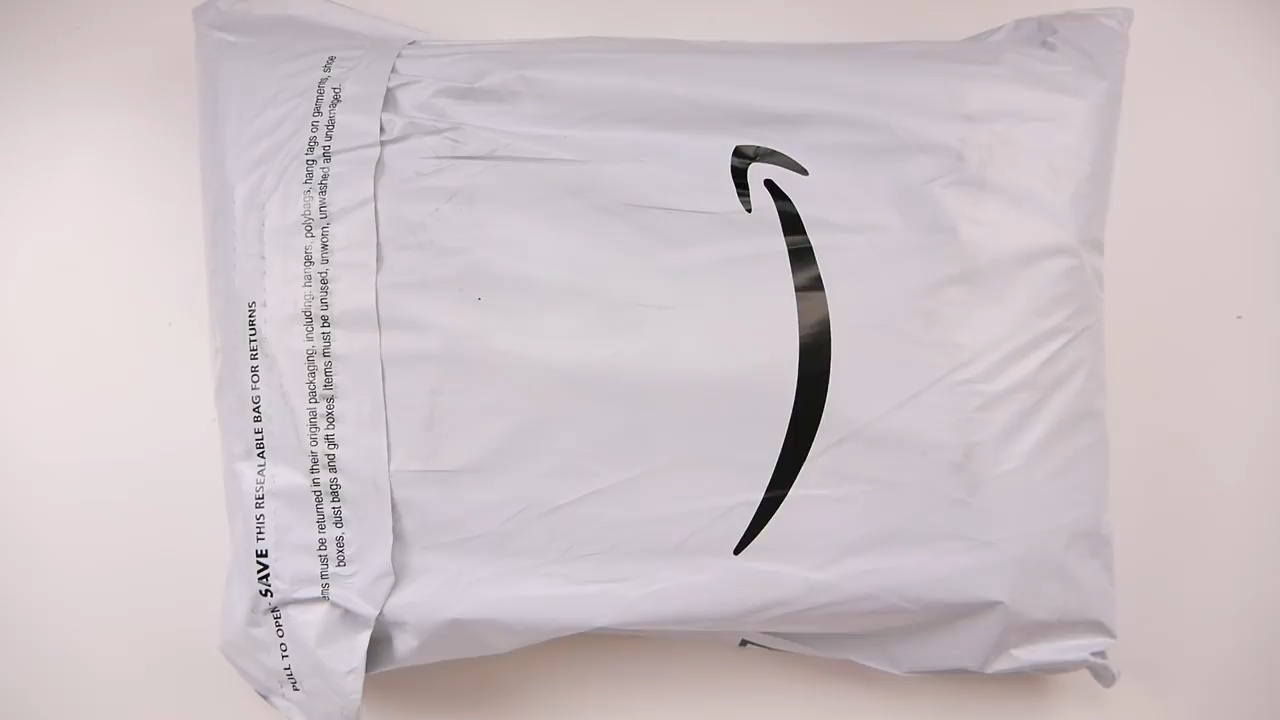 PULL TO OPEN - SAVE THIS RESEALABLE BAG FOR RETURNS
must be returned in their original packaging, including: hangers, polybags, hang tags on garments, shoe
boxes, dust bags and gift boxes. Items must be unused, unworn, unwashed and undamaged.